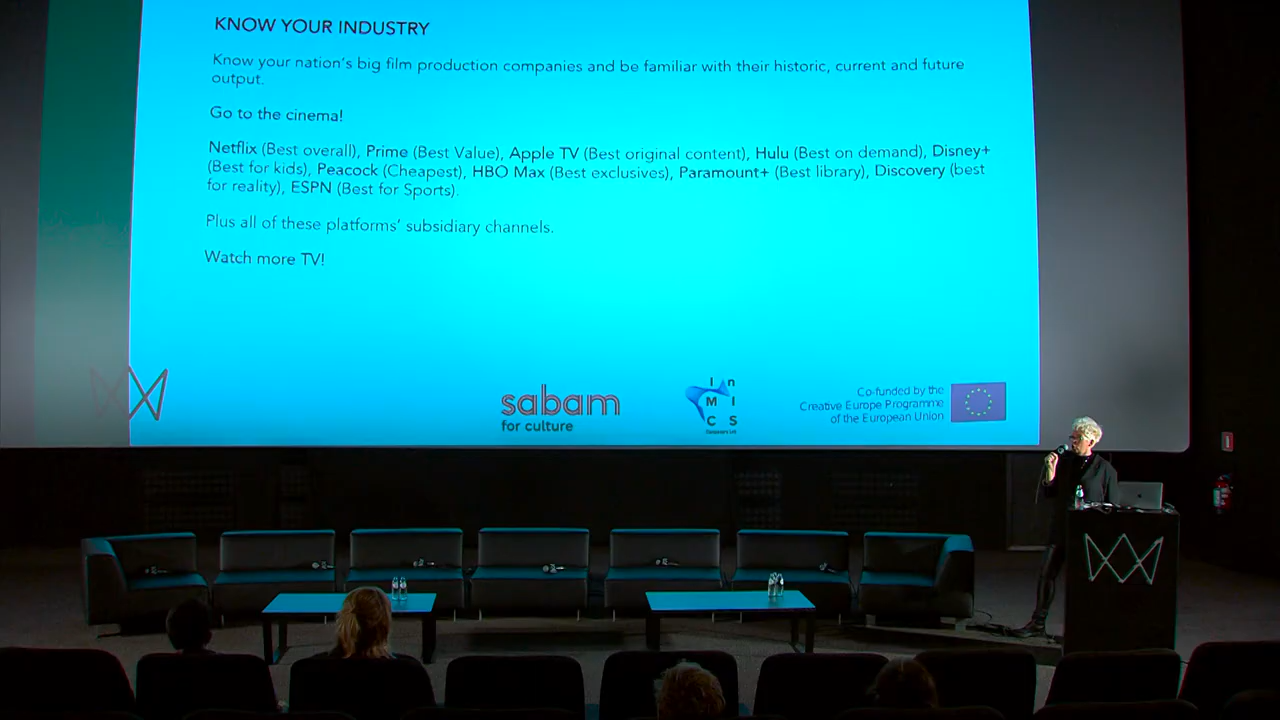 KNOW YOUR INDUSTRY
Know your nation's big film production companies and be familiar with their historic, current and future
output.
Go to the cinema!
Netflix (Best overall), Prime (Best Value), Apple TV (Best original content), Hulu (Best on demand), Disney+
(Best for kids), Peacock (Cheapest), HBO Max (Best exclusives), Paramount+ (Best library), Discovery (best
for reality), ESPN (Best for Sports).
Plus all of these platforms' subsidiary channels.
Watch more TV!
sabam
for culture
I n
M I
C S
Co-funded by the
Creative Europe Programme
of the European Union